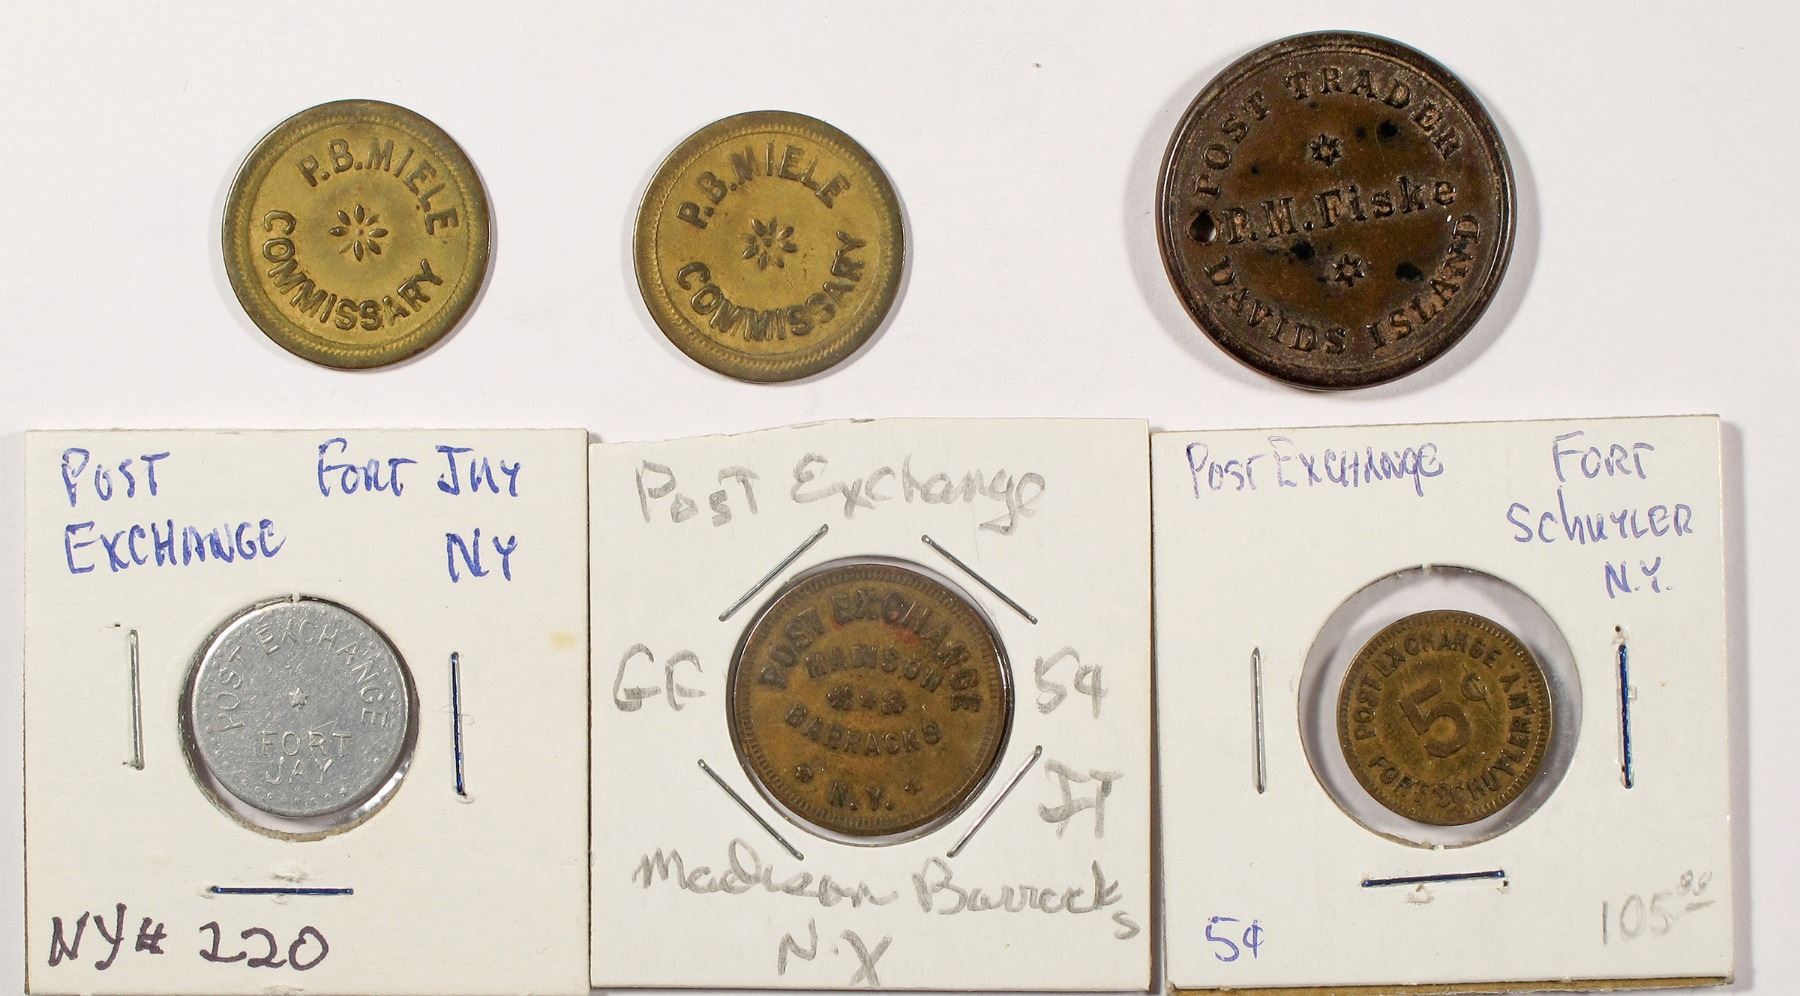 P.B.MIELE
COMMISSARY
P.B.MIELE
COMMISSARY
POST TRADER
P.M.Fiske
DAVIDS ISLAND
POST
EXCHANGE
FORT JAY
NY
POST EXCHANGE
FORT
JAY
NY# 220
Post Exchange
POST EXCHANGE
MADISON
BARRACKS
N.Y.
5¢
Madison Barracks
N.Y
POST EXCHANGE
FORT
SCHUYLER
N.Y.
POST EXCHANGE
5¢
FORT SCHUYLER N.Y.
5¢
105